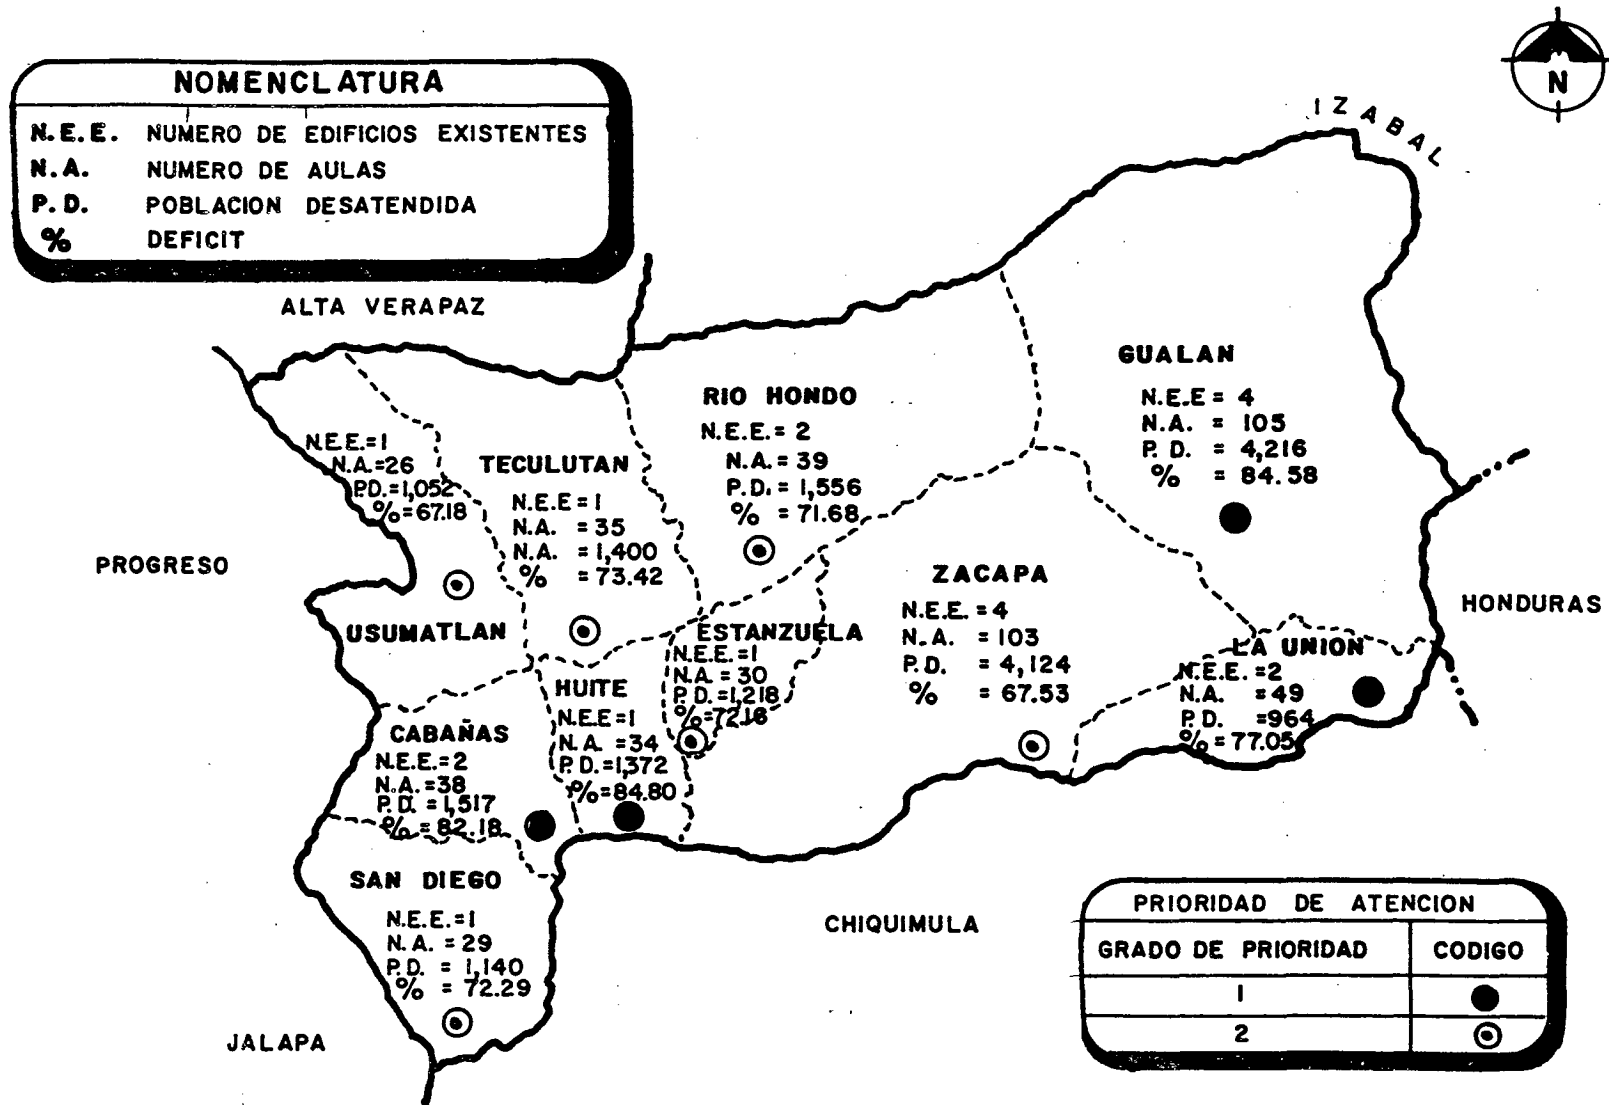 NOMENCLATURA
N.E.E. NUMERO DE EDIFICIOS EXISTENTES
N.A. NUMERO DE AULAS
P.D. POBLACION DESATENDIDA
% DEFICIT
N
IZABAL
ALTA VERAPAZ
GUALAN
N.E.E = 4
N.A. = 105
P. D. = 4,216
% = 84.58
RIO HONDO
N.E.E. = 2
N.A. = 39
P.D. = 1,556
% = 71.68
N.E.E. = 1
N.A. = 26
P.D. = 1,052
% = 67.18
USUMATLAN
TECULUTAN
N.E.E = 1
N.A. = 35
N.A. = 1,400
% = 73.42
PROGRESO
ZACAPA
N.E.E. = 4
N.A. = 103
P.D. = 4,124
% = 67.53
HONDURAS
ESTANZUELA
N.E.E. = 1
N.A. = 30
P.D. = 1,218
% = 72.16
LA UNION
N.E.E. = 2
N.A. = 49
P.D. = 964
% = 77.05
HUITE
N.E.E = 1
N.A. = 34
P.D. = 1,372
% = 84.80
CABAÑAS
N.E.E. = 2
N.A. = 38
P.D. = 1,517
% = 82.18
SAN DIEGO
N.E.E. = 1
N.A. = 29
P.D. = 1,140
% = 72.29
CHIQUIMULA
JALAPA
PRIORIDAD DE ATENCION
GRADO DE PRIORIDAD CODIGO
1
2